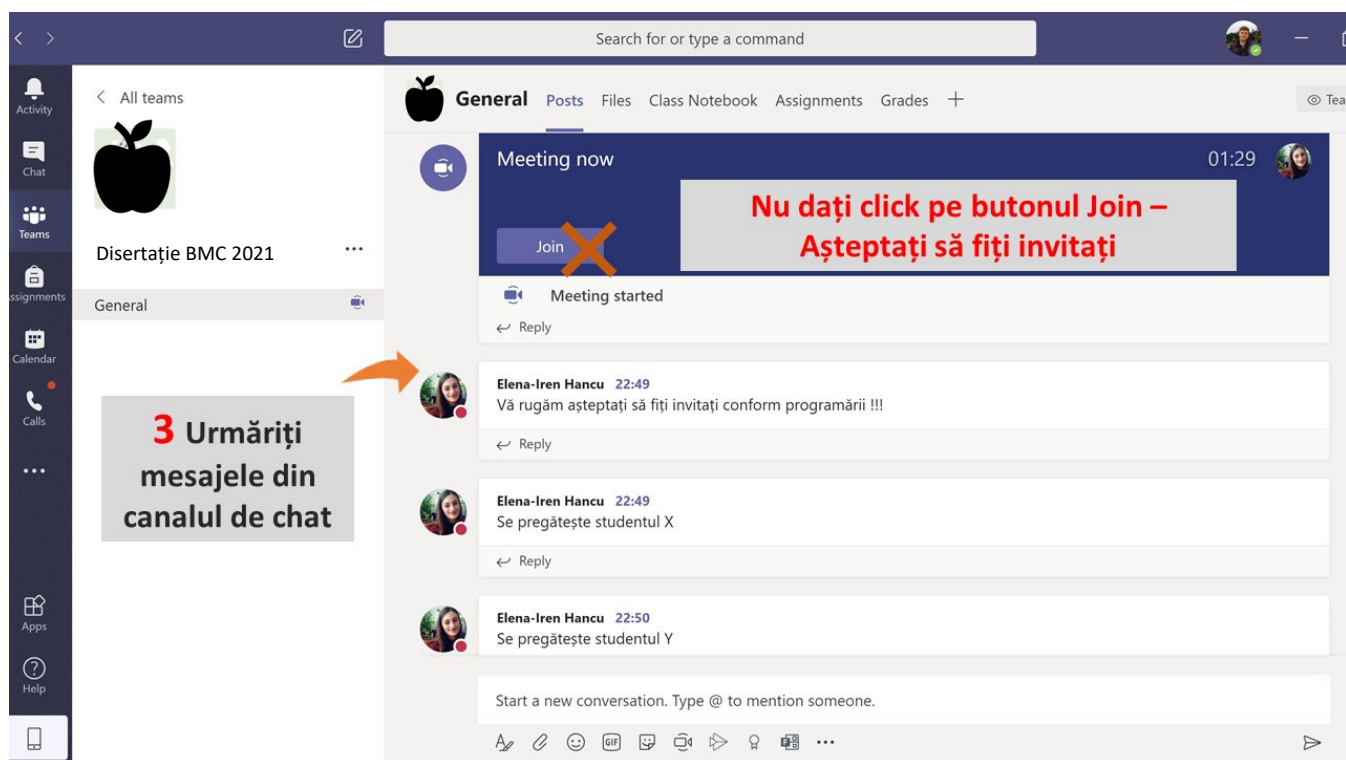 Search for or type a command
Activity
Chat
Teams
ssignments
Calendar
Calls
Apps
Help
All teams
Disertație BMC 2021
General
3 Urmăriți
mesajele din
canalul de chat
General Posts Files Class Notebook Assignments Grades
Tea
Meeting now 01:29
Nu dați click pe butonul Join –
Așteptați să fiți invitați
Join
Meeting started
Reply
Elena-Iren Hancu 22:49
Vă rugăm așteptați să fiți invitați conform programării !!!
Reply
Elena-Iren Hancu 22:49
Se pregătește studentul X
Reply
Elena-Iren Hancu 22:50
Se pregătește studentul Y
Start a new conversation. Type @ to mention someone.
GIF